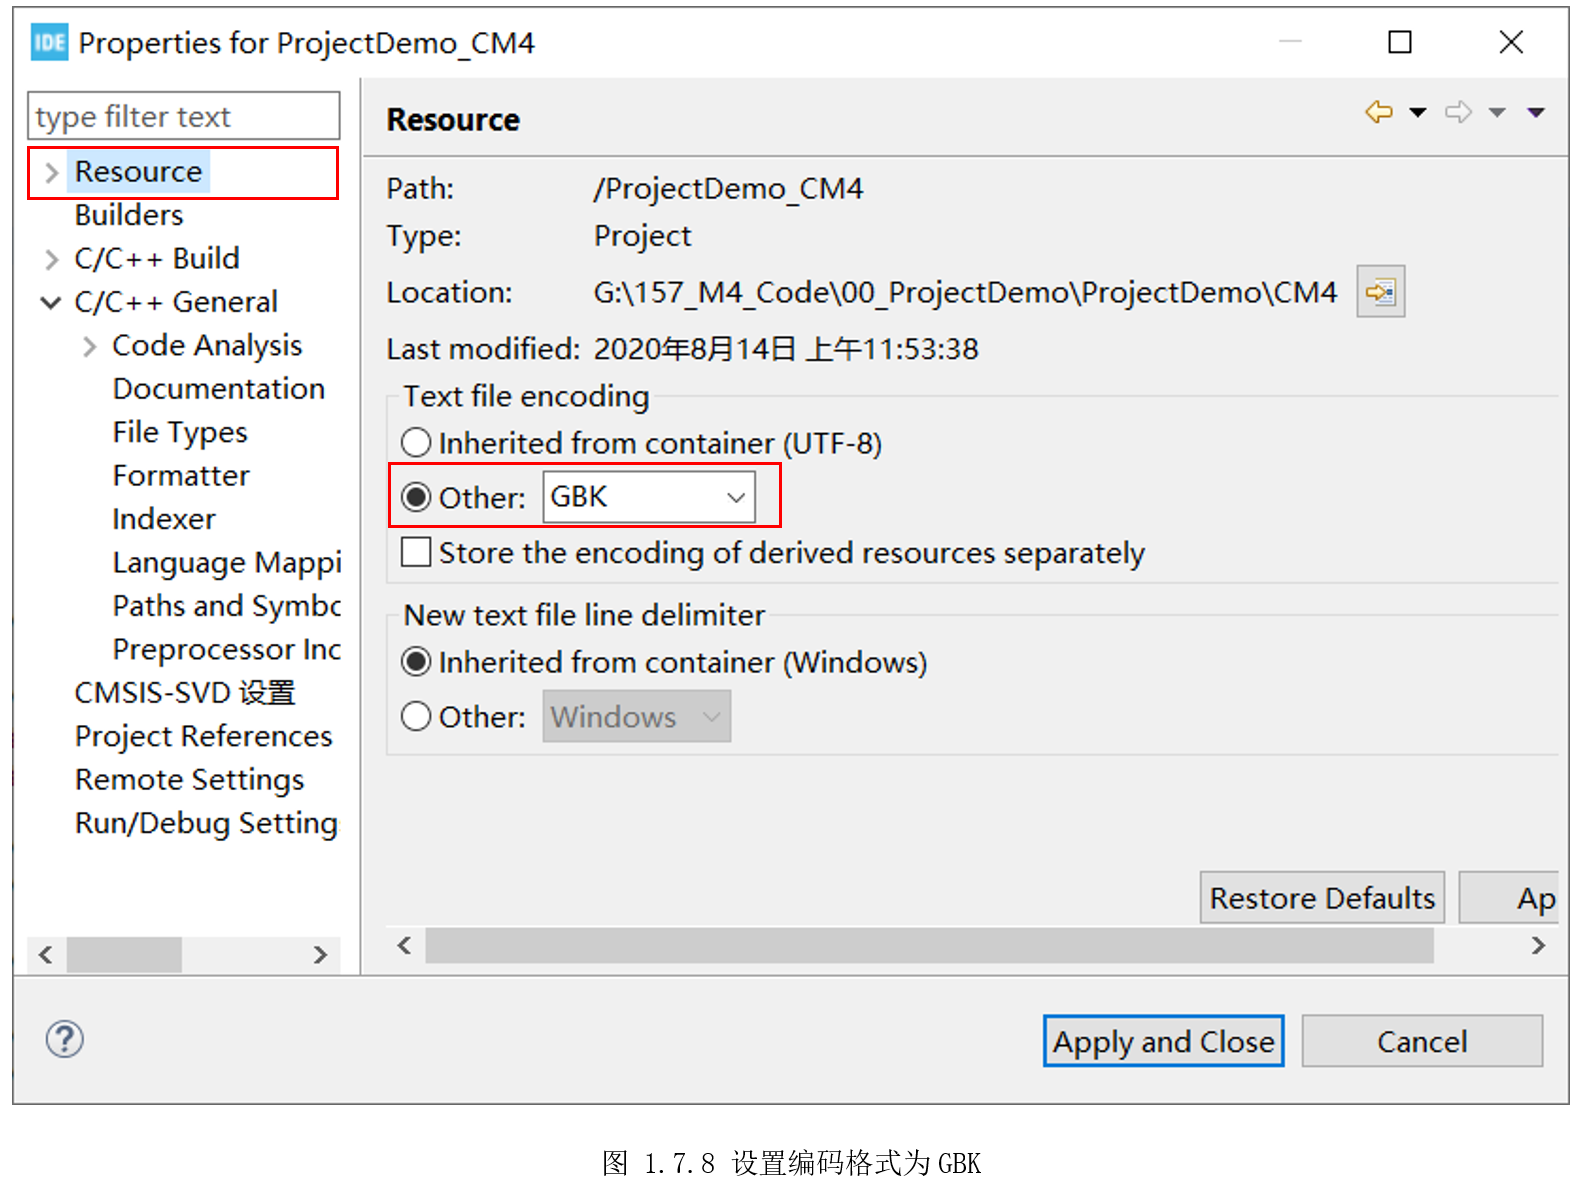 IDE Properties for ProjectDemo_CM4
type filter text
Resource
Builders
C/C++ Build
C/C++ General
Code Analysis
Documentation
File Types
Formatter
Indexer
Language Mappi
Paths and Symbo
Preprocessor Inc
CMSIS-SVD 设置
Project References
Remote Settings
Run/Debug Setting
Resource
Path: /ProjectDemo_CM4
Type: Project
Location: G:\157_M4_Code\00_ProjectDemo\ProjectDemo\CM4
Last modified: 2020年8月14日 上午11:53:38
Text file encoding
Inherited from container (UTF-8)
Other: GBK
Store the encoding of derived resources separately
New text file line delimiter
Inherited from container (Windows)
Other: Windows
Restore Defaults Ap
? Apply and Close Cancel
图 1.7.8 设置编码格式为 GBK